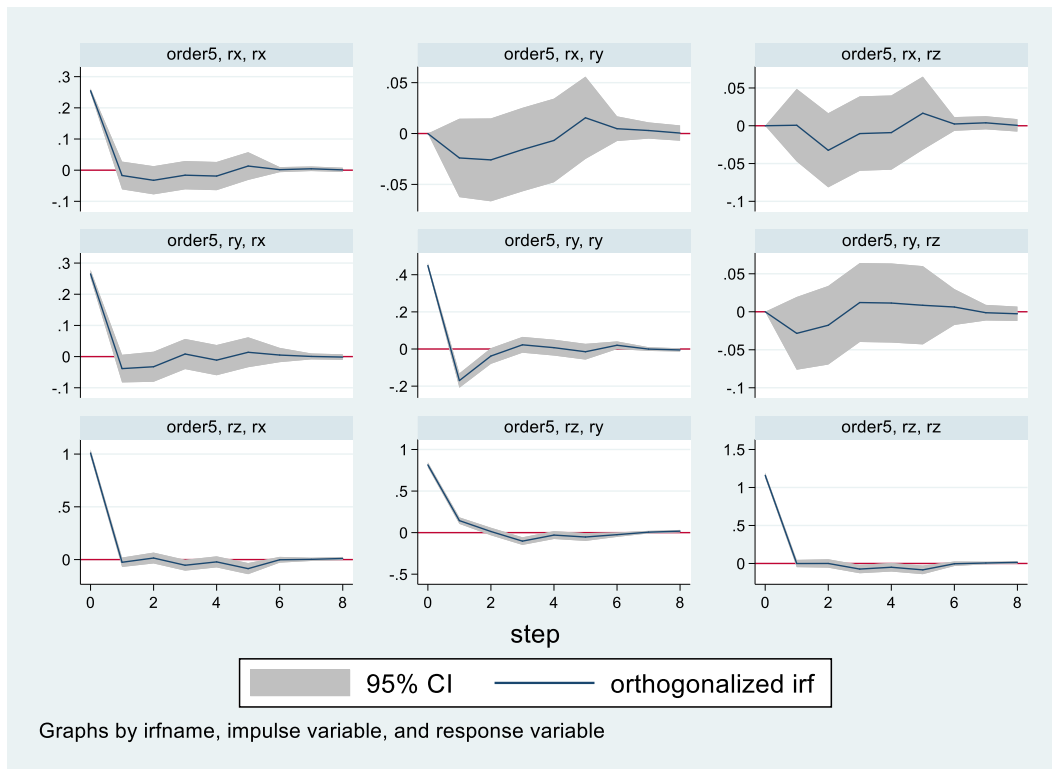 order5, rx, rx
order5, rx, ry
order5, rx, rz
.3
.2
.1
0
-.1
.05
0
-.05
.05
0
-.05
-.1
order5, ry, rx
order5, ry, ry
order5, ry, rz
.3
.2
.1
0
-.1
.4
.2
0
-.2
.05
0
-.05
-.1
order5, rz, rx
order5, rz, ry
order5, rz, rz
1
.5
0
1
.5
0
-.5
1.5
1
.5
0
0 2 4 6 8
0 2 4 6 8
0 2 4 6 8
step
95% CI
orthogonalized irf
Graphs by irfname, impulse variable, and response variable